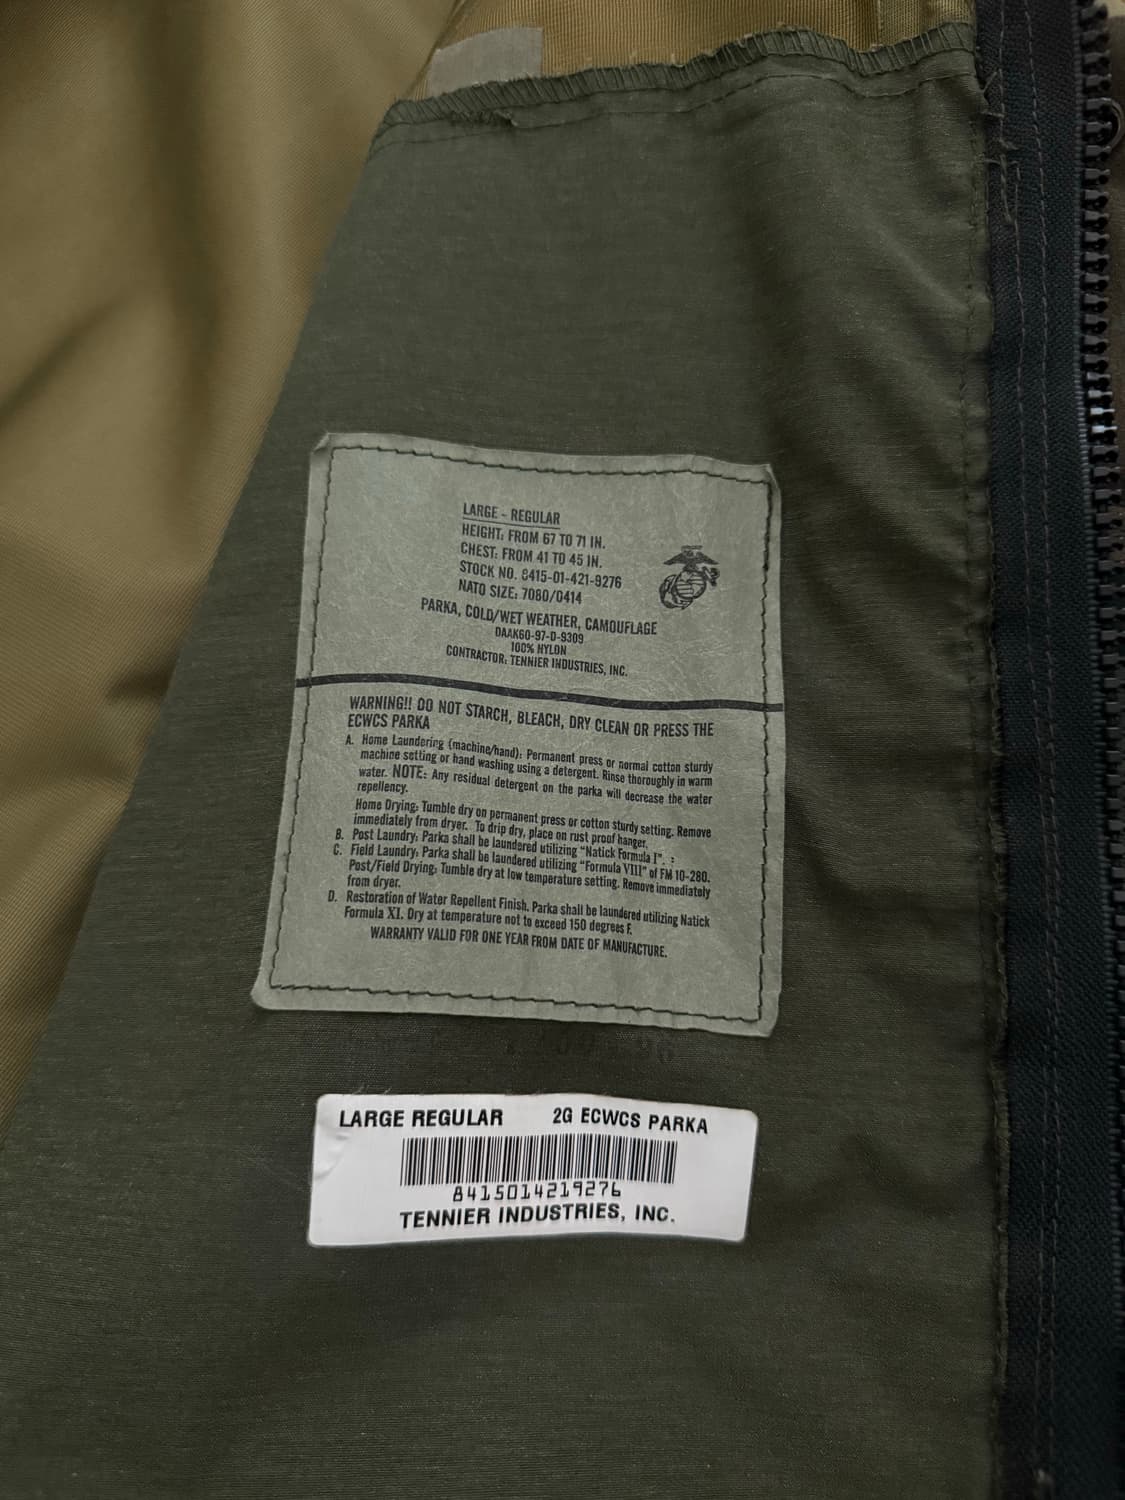 LARGE - REGULAR
HEIGHT: FROM 67 TO 71 IN.
CHEST: FROM 41 TO 45 IN.
STOCK NO. 8415-01-421-9276
NATO SIZE: 7080/0414
PARKA, COLD/WET WEATHER, CAMOUFLAGE
DAAK60-97-D-9309
100% NYLON
CONTRACTOR: TENNIER INDUSTRIES, INC.
WARNING!! DO NOT STARCH, BLEACH, DRY CLEAN OR PRESS THE
ECWCS PARKA
A. Home Laundering (machine/hand): Permanent press or normal cotton sturdy
machine setting or hand washing using a detergent. Rinse thoroughly in warm
water. NOTE: Any residual detergent on the parka will decrease the water
repellency.
Home Drying: Tumble dry on permanent press or cotton sturdy setting. Remove
immediately from dryer. To drip dry, place on rust proof hanger.
B. Post Laundry: Parka shall be laundered utilizing "Natick Formula I". :
C. Field Laundry: Parka shall be laundered utilizing "Formula VIII" of FM 10-280.
Post/Field Drying: Tumble dry at low temperature setting. Remove immediately
from dryer.
D. Restoration of Water Repellent Finish. Parka shall be laundered utilizing Natick
Formula XI. Dry at temperature not to exceed 150 degrees F.
WARRANTY VALID FOR ONE YEAR FROM DATE OF MANUFACTURE.
LARGE REGULAR 2G ECWCS PARKA
8415014219276
TENNIER INDUSTRIES, INC.